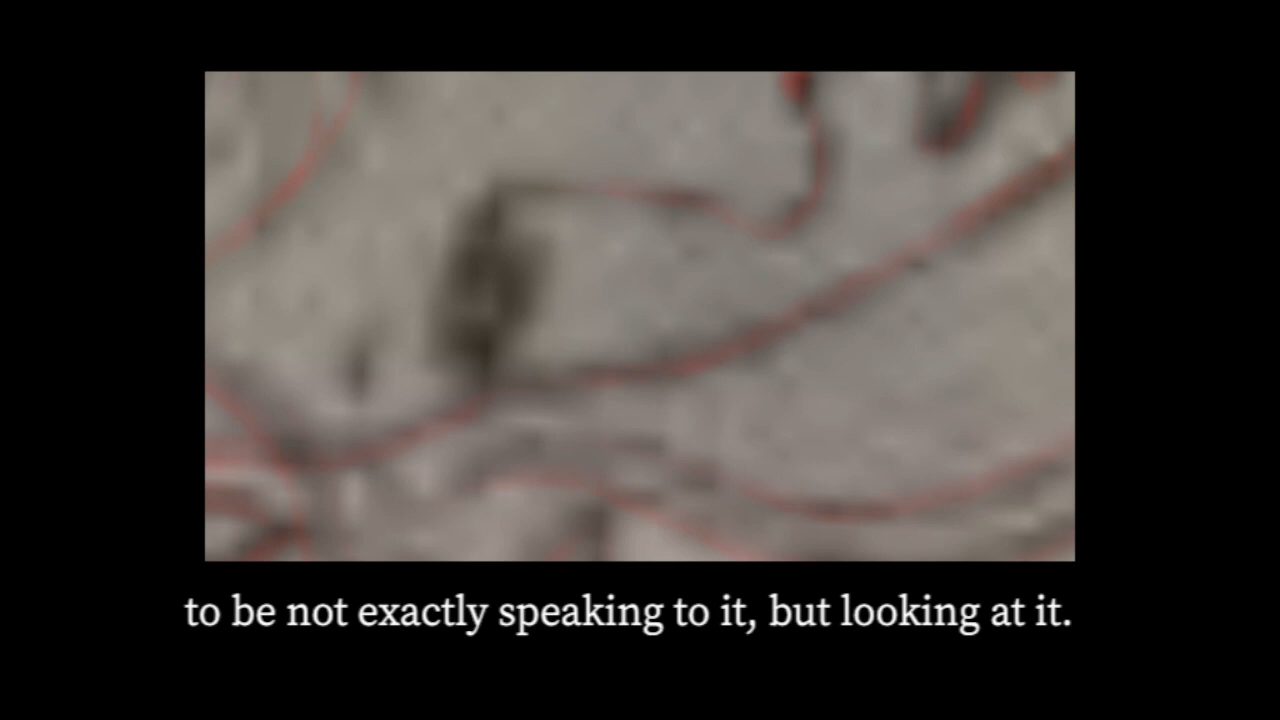 to be not exactly speaking to it, but looking at it.